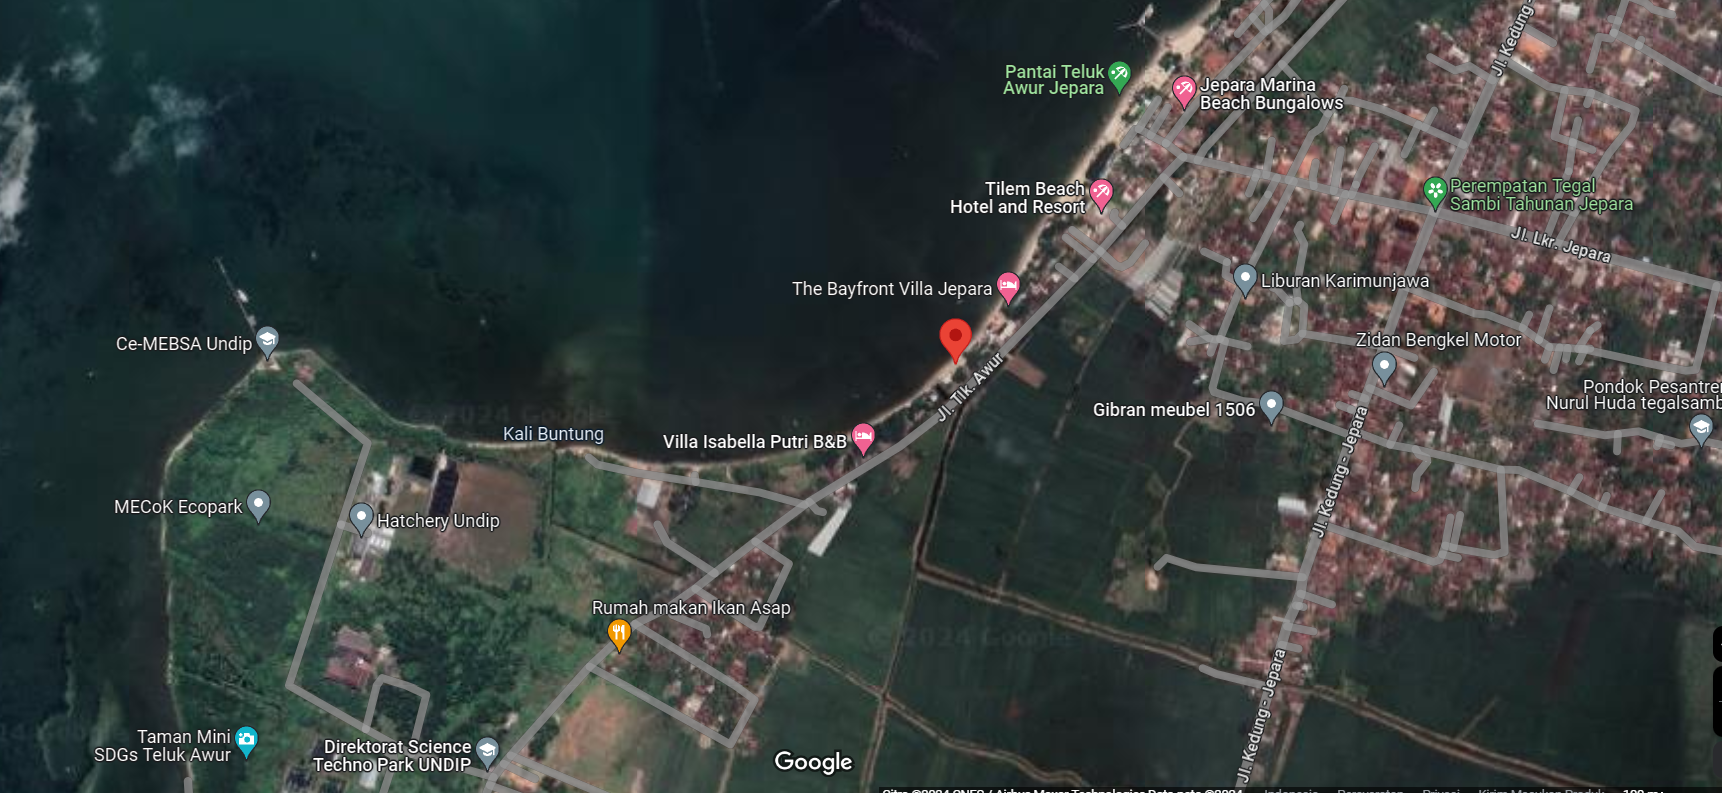 Jl. Kedung -
Pantai Teluk
Awur Jepara
Jepara Marina
Beach Bungalows
Tilem Beach
Hotel and Resort
Perempatan Tegal
Sambi Tahunan Jepara
Jl. Lkr. Jepara
The Bayfront Villa Jepara
Liburan Karimunjawa
Ce-MEBSA Undip
Zidan Bengkel Motor
Jl. Tlk. Awur
Pondok Pesantren
Nurul Huda tegalsamb
Gibran meubel 1506
Kali Buntung
Villa Isabella Putri B&B
Jl. Kedung - Jepara
MECoK Ecopark
Hatchery Undip
Rumah makan Ikan Asap
2024 Google
Jl. Kedung - Jepara
Taman Mini
SDGs Teluk Awur
Direktorat Science
Techno Park UNDIP
Google